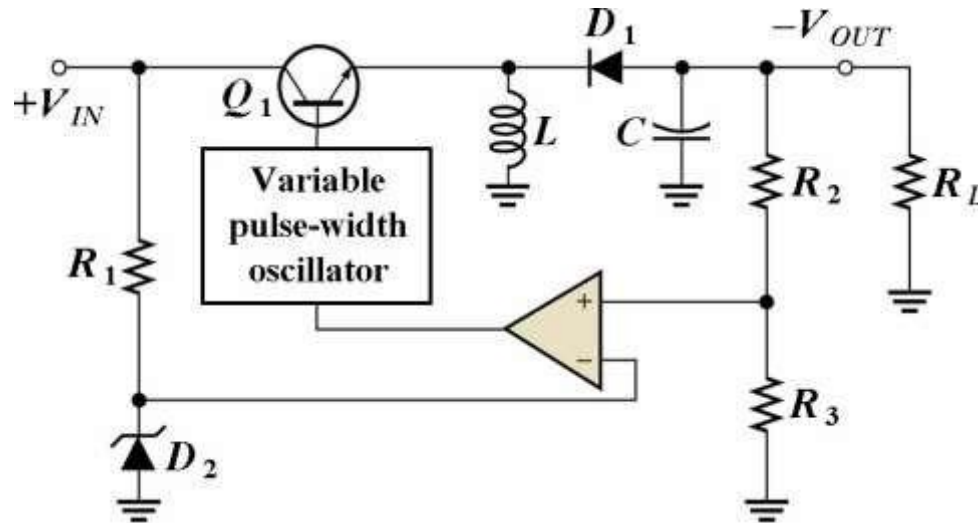 D1
−VOUT
+VIN
Q1
L
C
R2
RL
Variable
pulse-width
oscillator
R1
+
−
R3
D2